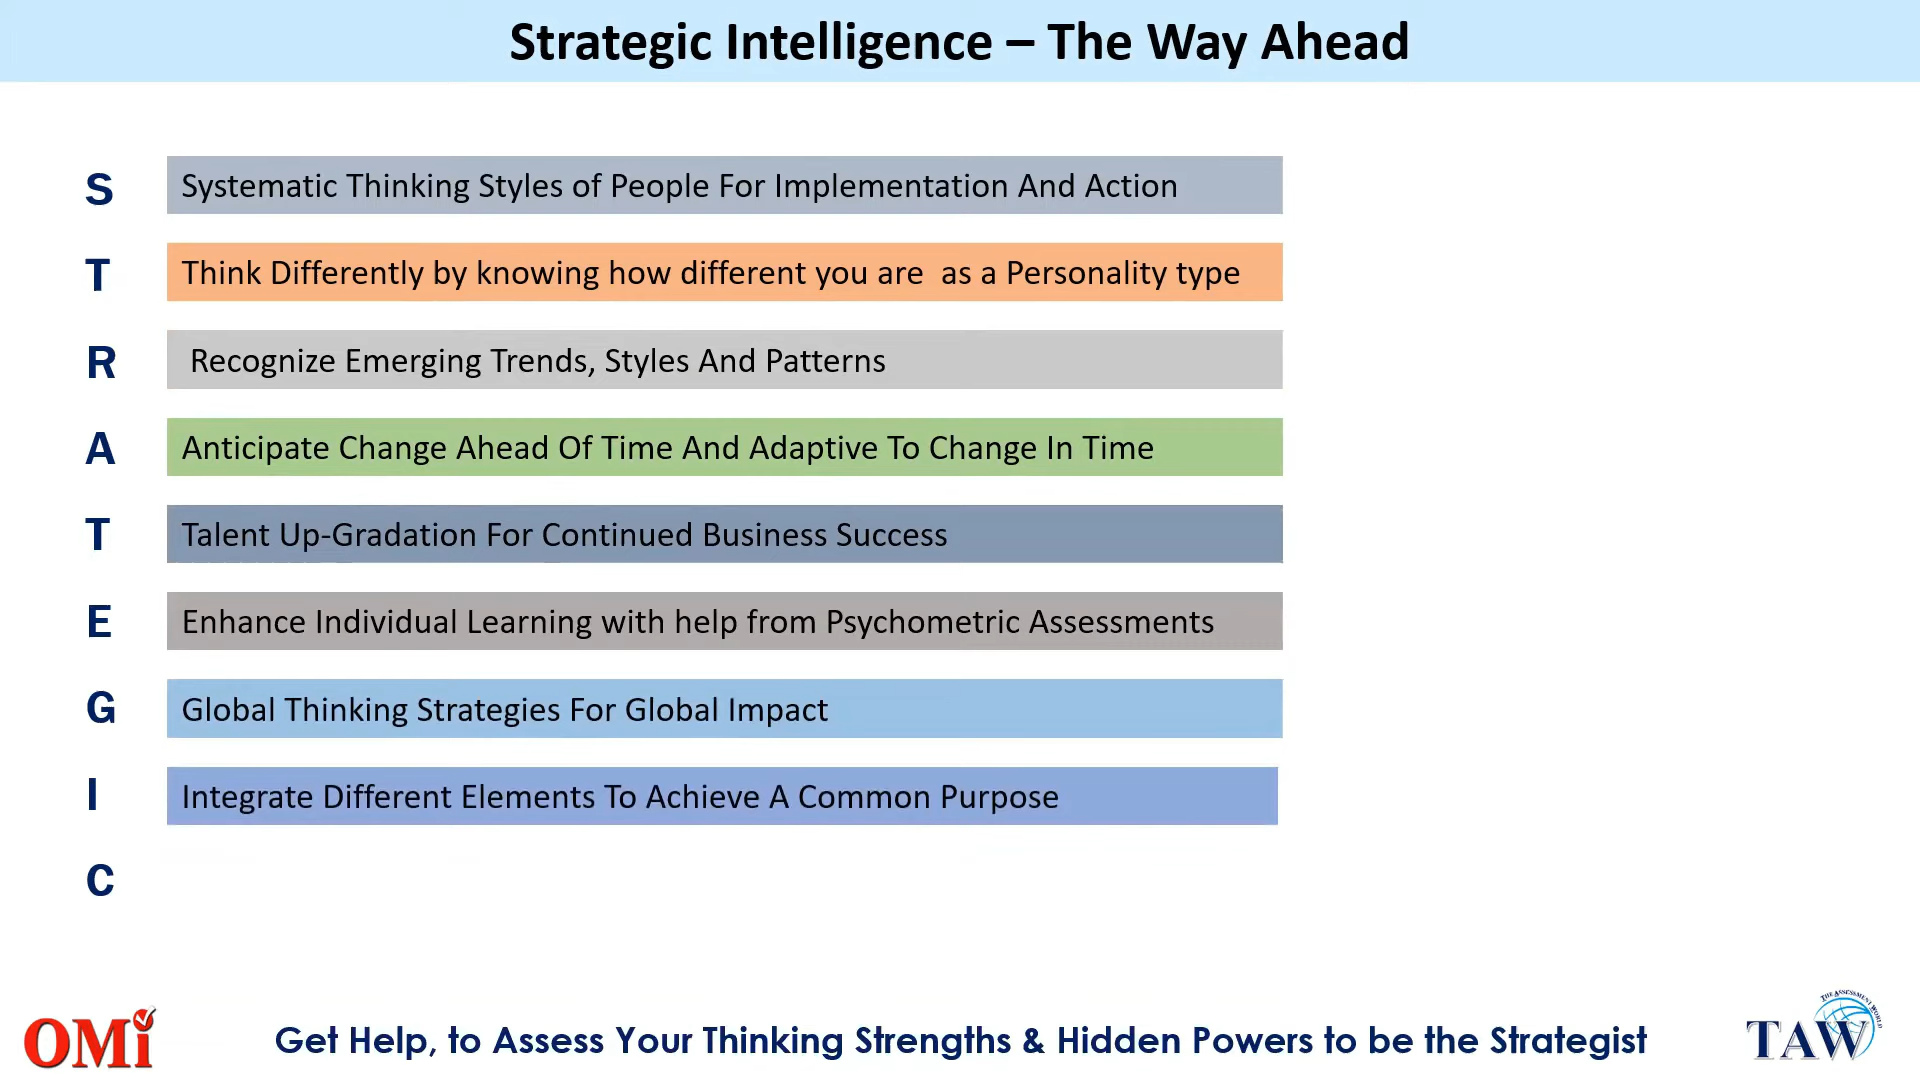 Strategic Intelligence – The Way Ahead
S Systematic Thinking Styles of People For Implementation And Action
T Think Differently by knowing how different you are as a Personality type
R Recognize Emerging Trends, Styles And Patterns
A Anticipate Change Ahead Of Time And Adaptive To Change In Time
T Talent Up-Gradation For Continued Business Success
E Enhance Individual Learning with help from Psychometric Assessments
G Global Thinking Strategies For Global Impact
I Integrate Different Elements To Achieve A Common Purpose
C
OMi
Get Help, to Assess Your Thinking Strengths & Hidden Powers to be the Strategist
THE ASSESSMENT WORLD
TAW